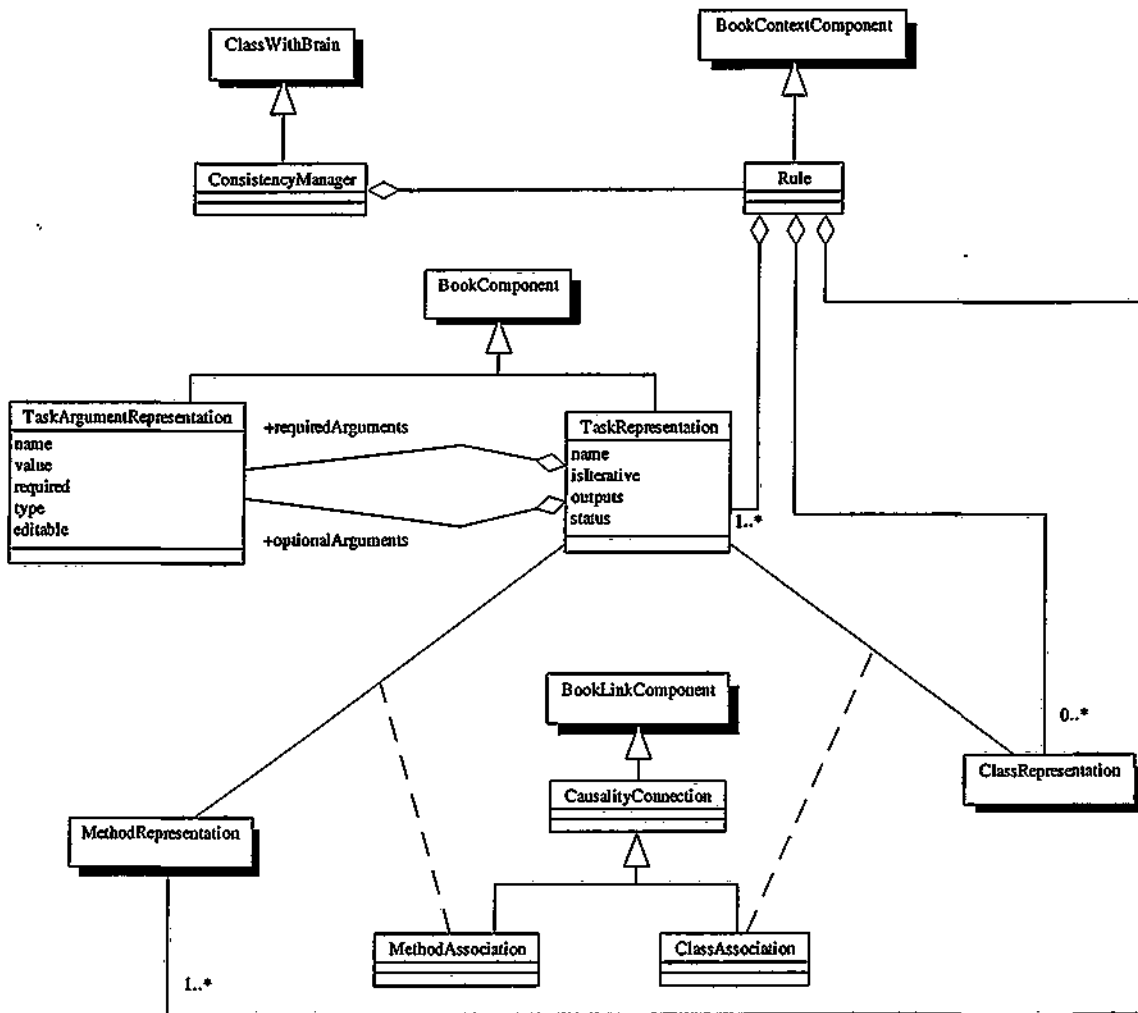 BookContextComponent
ClassWithBrain
ConsistencyManager
Rule
BookComponent
TaskArgumentRepresentation
name
value
required
type
editable
+requiredArguments
+optionalArguments
TaskRepresentation
name
isIterative
outputs
status
1..*
BookLinkComponent
0..*
CausalityConnection
ClassRepresentation
MethodRepresentation
MethodAssociation
ClassAssociation
1..*